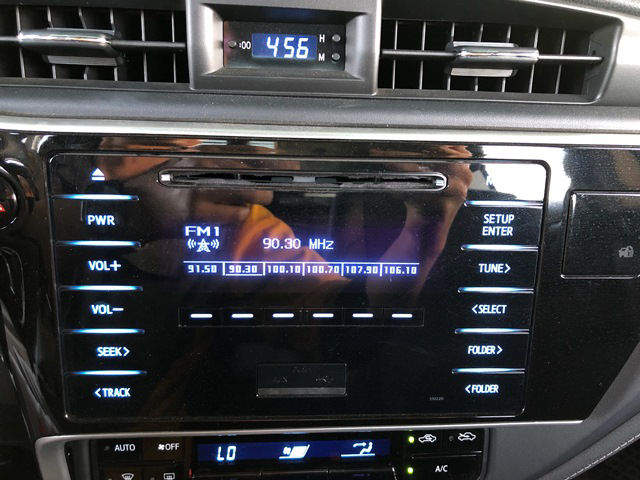 :00 4:56 H
M
PWR
VOL+
VOL−
SEEK>
<TRACK
FM1
90.30 MHz
91.50 90.30 100.10 100.70 107.90 106.10
SETUP
ENTER
TUNE>
<SELECT
FOLDER>
<FOLDER
AUTO OFF
LO
A/C